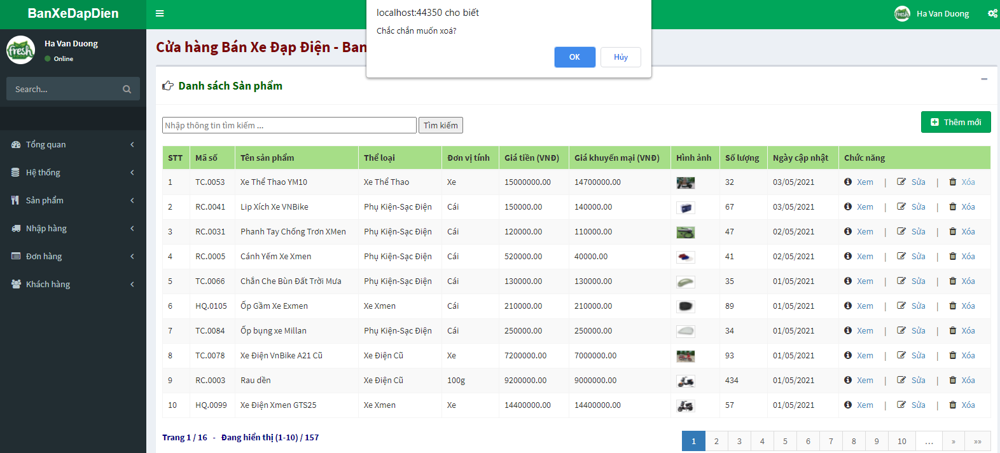 BanXeDapDien
localhost:44350 cho biết
Chắc chắn muốn xoá?
OK
Hủy
Ha Van Duong
fresh
Ha Van Duong
Online
Search...
Tổng quan
Hệ thống
Sản phẩm
Nhập hàng
Đơn hàng
Khách hàng
Cửa hàng Bán Xe Đạp Điện - Ban
Danh sách Sản phẩm
Nhập thông tin tìm kiếm ... Tìm kiếm
Thêm mới
STT Mã số Tên sản phẩm Thể loại Đơn vị tính Giá tiền (VNĐ) Giá khuyến mại (VNĐ) Hình ảnh Số lượng Ngày cập nhật Chức năng
1 TC.0053 Xe Thể Thao YM10 Xe Thể Thao Xe 15000000.00 14700000.00 32 03/05/2021 Xem | Sửa | Xóa
2 RC.0041 Lip Xích Xe VNBike Phụ Kiện-Sạc Điện Cái 150000.00 140000.00 67 03/05/2021 Xem | Sửa | Xóa
3 RC.0031 Phanh Tay Chống Trơn XMen Phụ Kiện-Sạc Điện Cái 120000.00 110000.00 47 02/05/2021 Xem | Sửa | Xóa
4 RC.0005 Cánh Yếm Xe Xmen Phụ Kiện-Sạc Điện Cái 520000.00 40000.00 41 02/05/2021 Xem | Sửa | Xóa
5 TC.0066 Chắn Che Bùn Đất Trời Mưa Phụ Kiện-Sạc Điện Cái 130000.00 130000.00 35 01/05/2021 Xem | Sửa | Xóa
6 HQ.0105 Ốp Gầm Xe Exmen Xe Xmen Cái 210000.00 210000.00 89 01/05/2021 Xem | Sửa | Xóa
7 TC.0084 Ốp bụng xe Millan Phụ Kiện-Sạc Điện Cái 250000.00 250000.00 34 01/05/2021 Xem | Sửa | Xóa
8 TC.0078 Xe Điện VnBike A21 Cũ Xe Điện Cũ Xe 7200000.00 7000000.00 93 01/05/2021 Xem | Sửa | Xóa
9 RC.0003 Rau dền Xe Điện Cũ 100g 9200000.00 9000000.00 434 01/05/2021 Xem | Sửa | Xóa
10 HQ.0099 Xe Điện Xmen GTS25 Xe Xmen Xe 14400000.00 14400000.00 57 01/05/2021 Xem | Sửa | Xóa
Trang 1 / 16 - Đang hiển thị (1-10) / 157
1 2 3 4 5 6 7 8 9 10 ... » »»